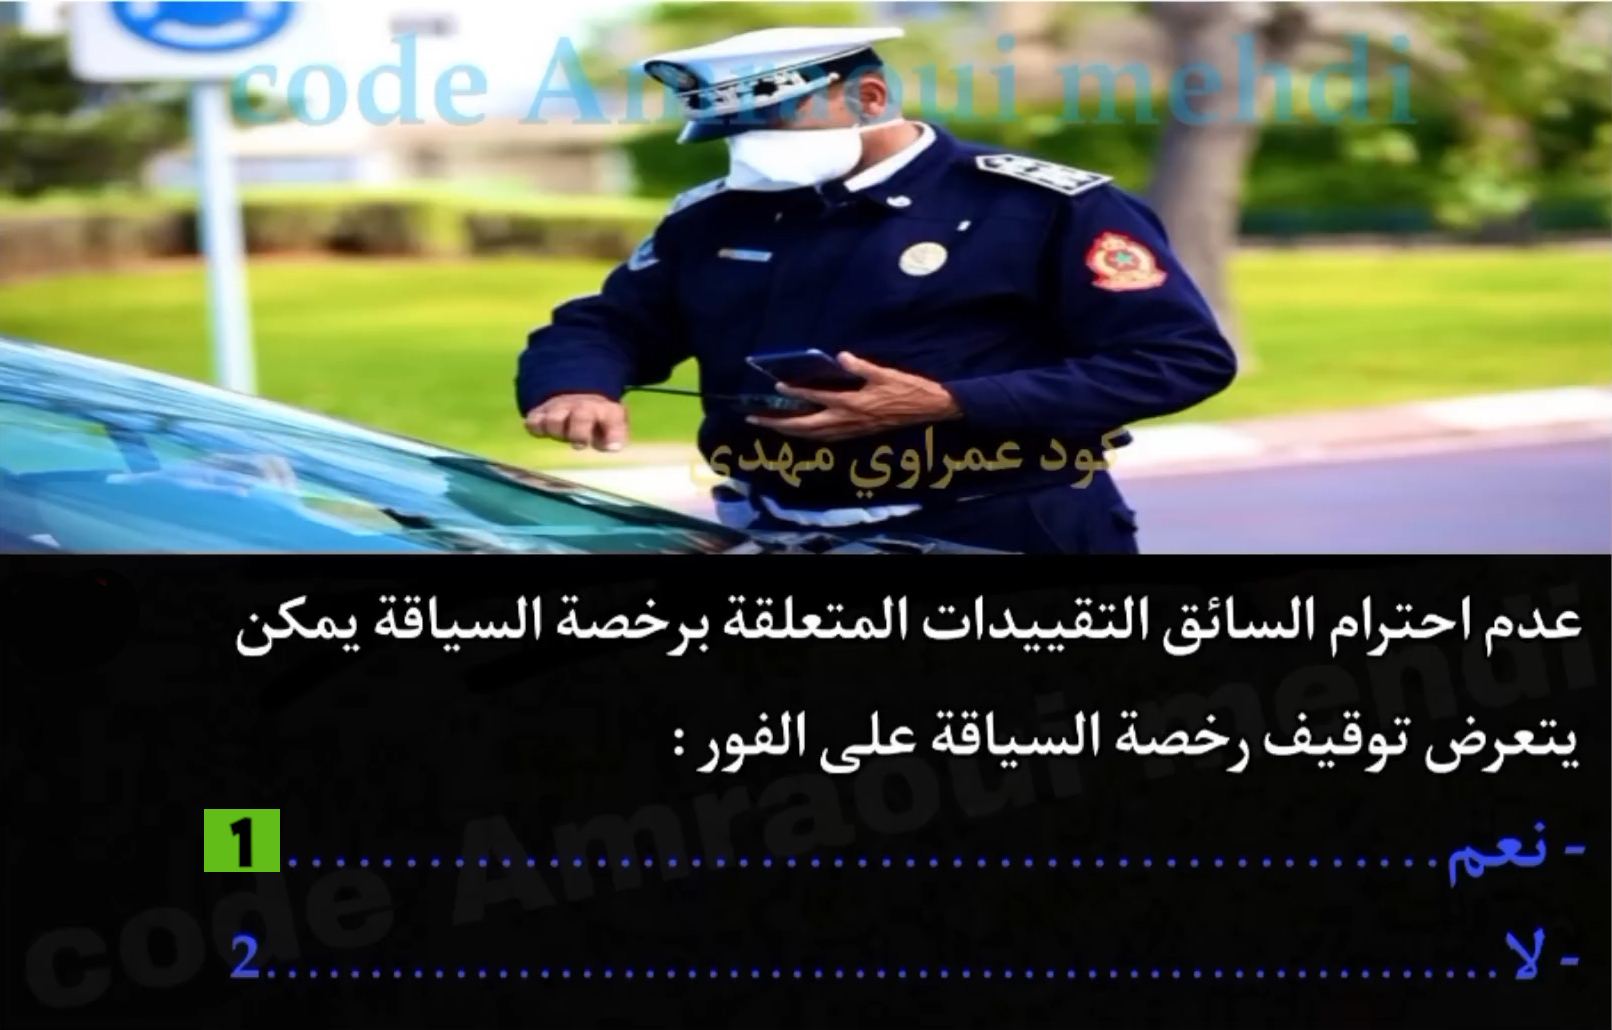 code Amraoui mehdi
كود عمراوي مهدي
عدم احترام السائق التقييدات المتعلقة برخصة السياقة يمكن
يتعرض توقيف رخصة السياقة على الفور :
- نعم ........................................ 1
- لا ........................................ 2
code Amraoui mehdi